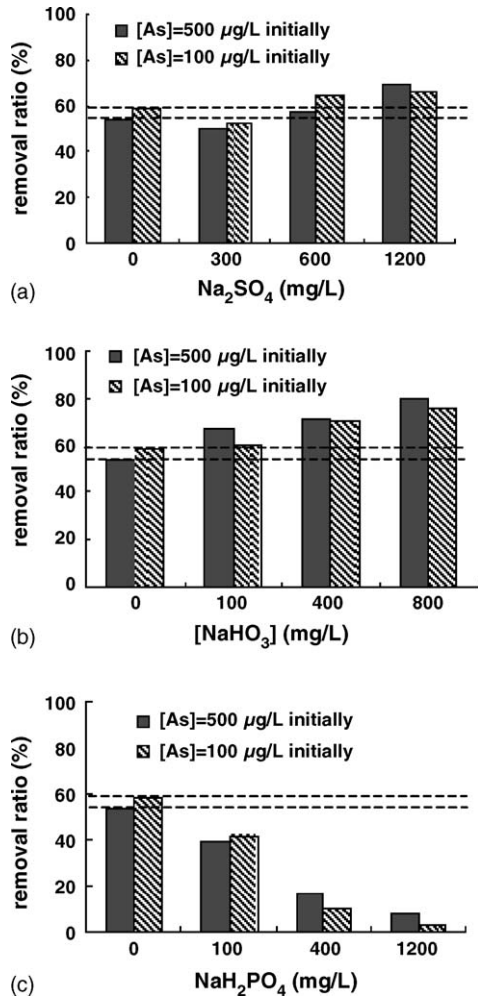 100
[As]=500 µg/L initially
80
[As]=100 µg/L initially
60
40
20
0
removal ratio (%)
0 300 600 1200
(a) Na₂SO₄ (mg/L)
100
[As]=500 µg/L initially
80
[As]=100 µg/L initially
60
40
20
0
removal ratio (%)
0 100 400 800
(b) [NaHO₃] (mg/L)
100
[As]=500 µg/L initially
80
[As]=100 µg/L initially
60
40
20
0
removal ratio (%)
0 100 400 1200
(c) NaH₂PO₄ (mg/L)